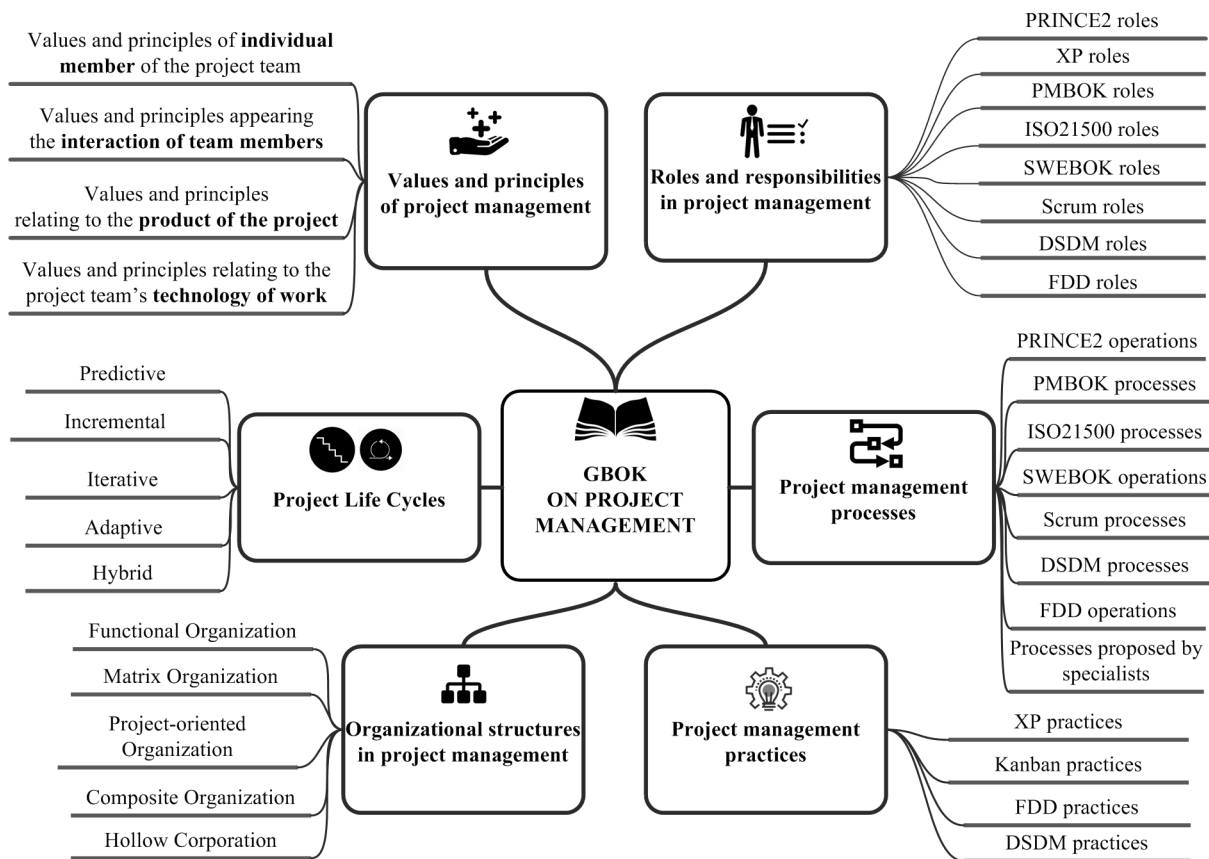 Values and principles of individual
member of the project team
Values and principles appearing
the interaction of team members
Values and principles
relating to the product of the project
Values and principles relating to the
project team's technology of work
Values and principles
of project management
Roles and responsibilities
in project management
PRINCE2 roles
XP roles
PMBOK roles
ISO21500 roles
SWEBOK roles
Scrum roles
DSDM roles
FDD roles
Predictive
Incremental
Iterative
Adaptive
Hybrid
Project Life Cycles
GBOK
ON PROJECT
MANAGEMENT
Project management
processes
PRINCE2 operations
PMBOK processes
ISO21500 processes
SWEBOK operations
Scrum processes
DSDM processes
FDD operations
Processes proposed by
specialists
Functional Organization
Matrix Organization
Project-oriented
Organization
Composite Organization
Hollow Corporation
Organizational structures
in project management
Project management
practices
XP practices
Kanban practices
FDD practices
DSDM practices